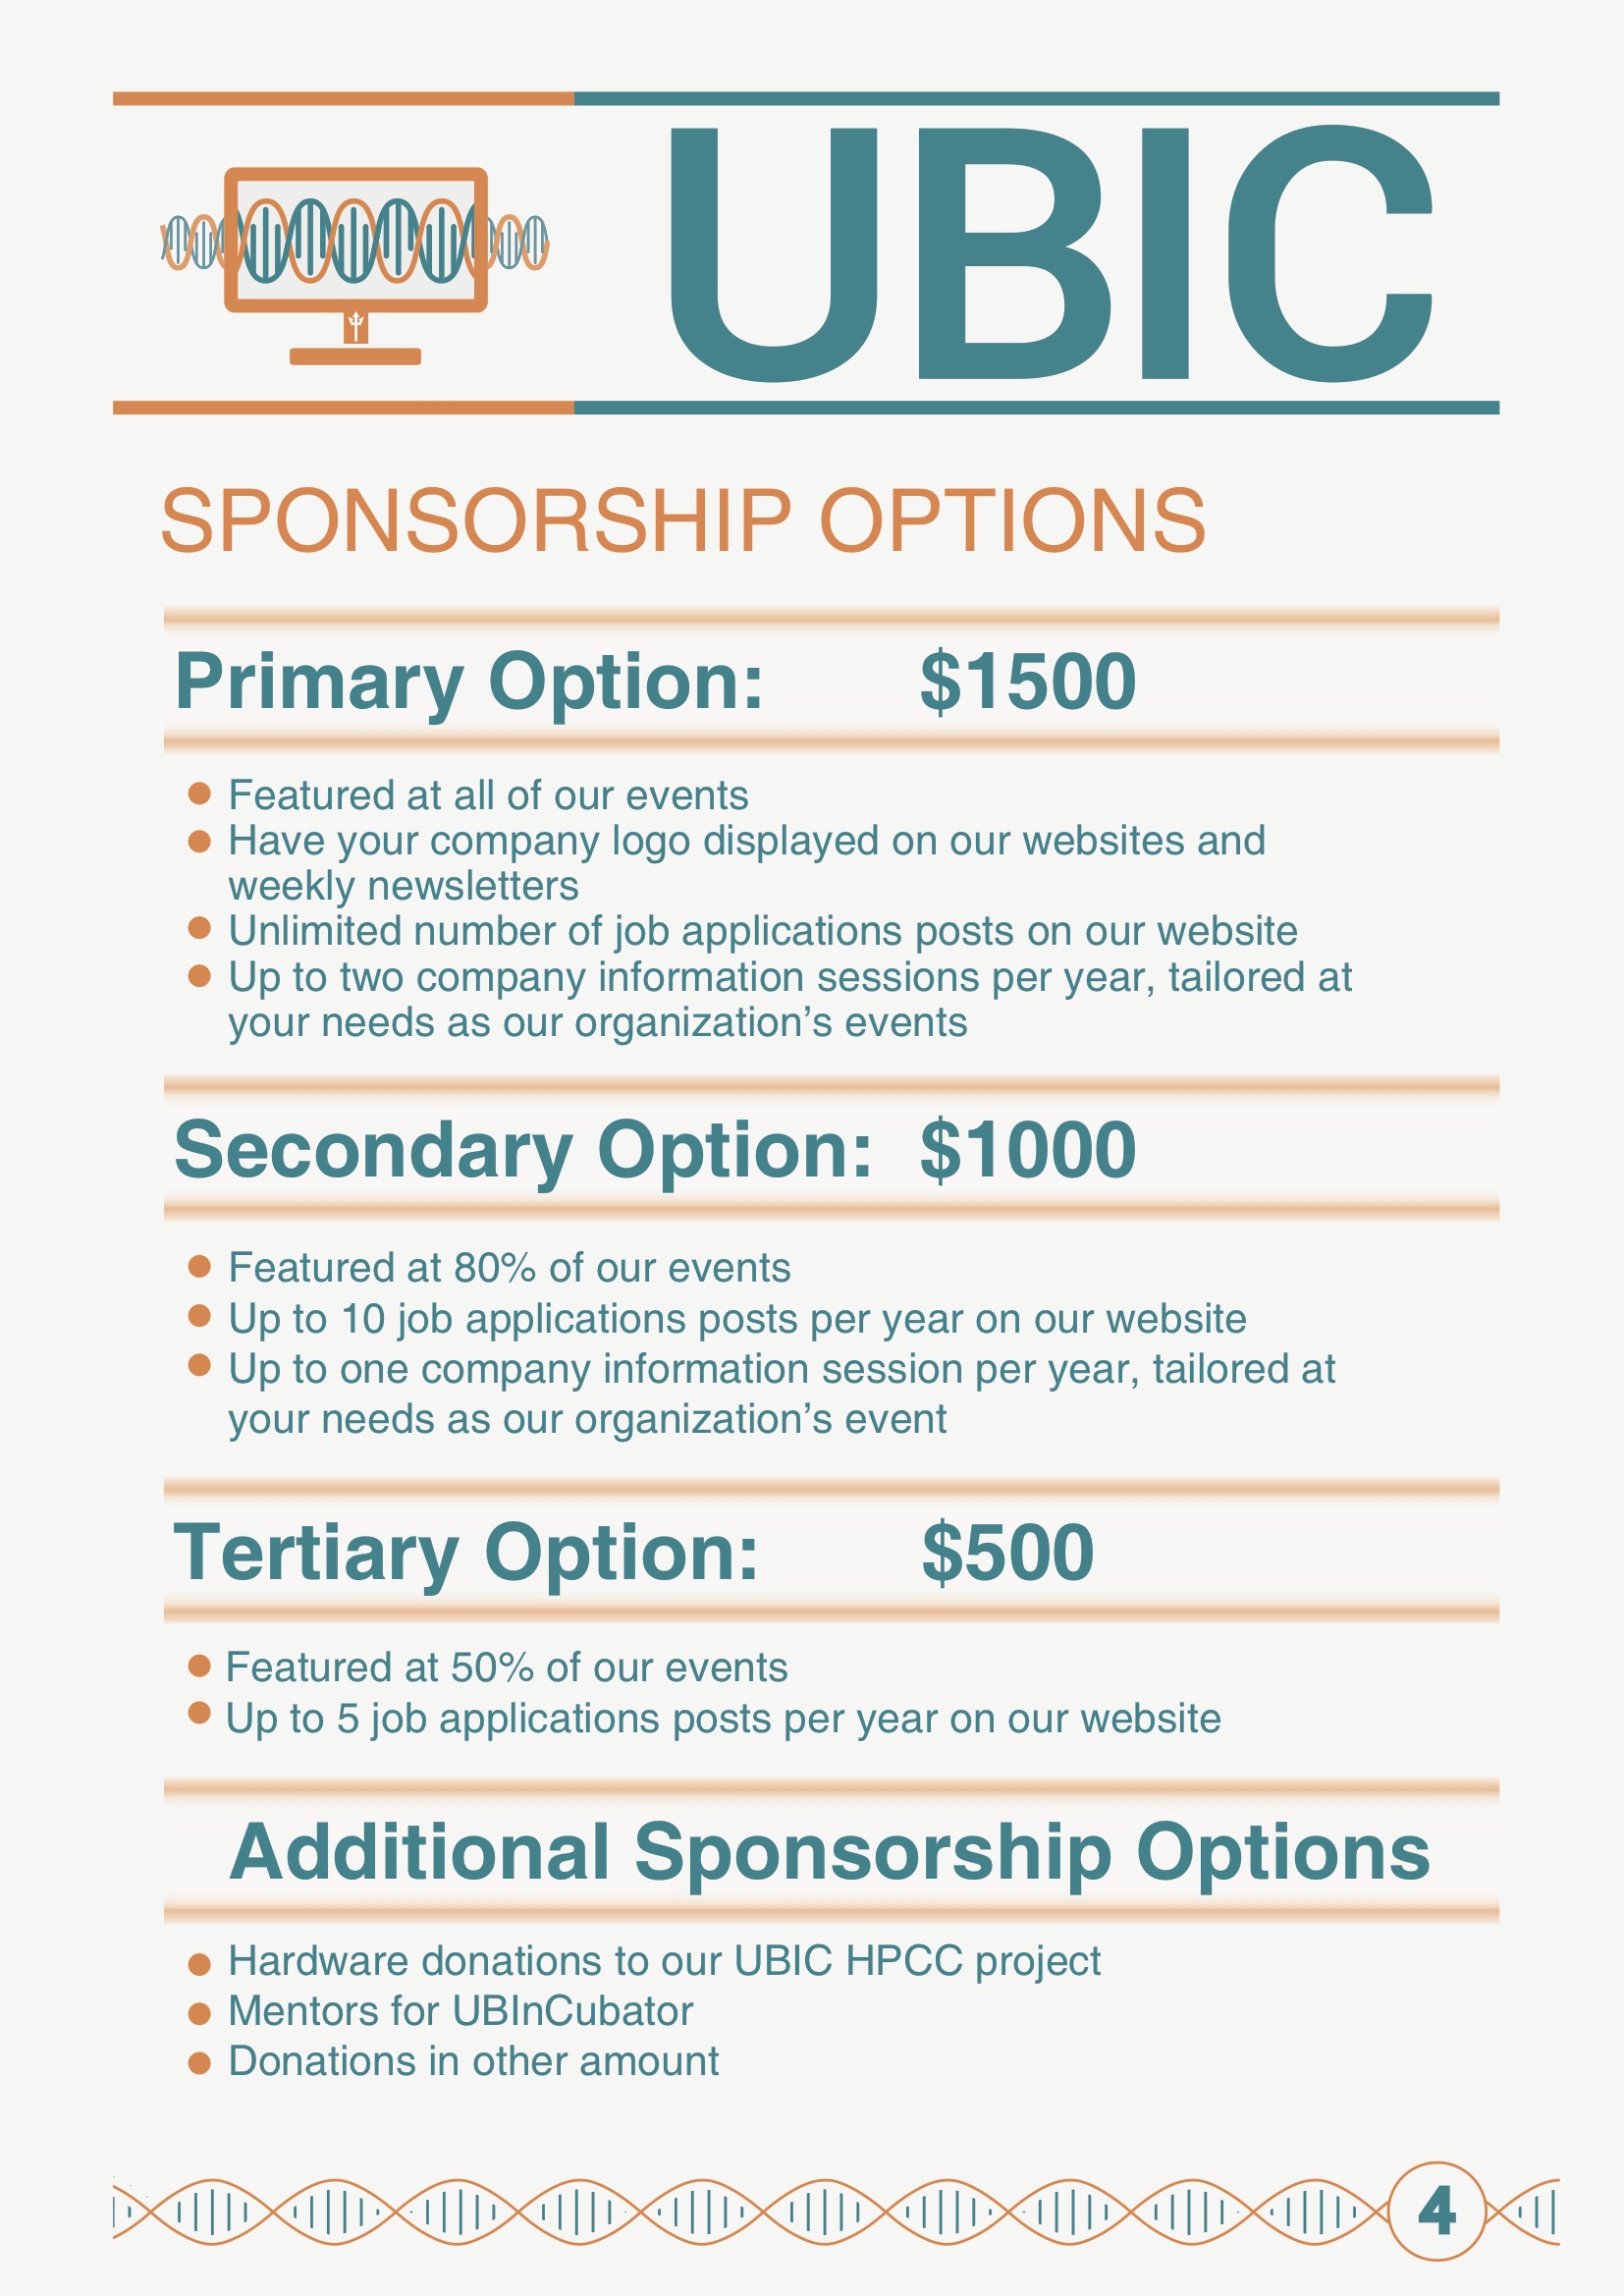 UBIC
SPONSORSHIP OPTIONS
Primary Option: $1500
Featured at all of our events
Have your company logo displayed on our websites and
weekly newsletters
Unlimited number of job applications posts on our website
Up to two company information sessions per year, tailored at
your needs as our organization’s events
Secondary Option: $1000
Featured at 80% of our events
Up to 10 job applications posts per year on our website
Up to one company information session per year, tailored at
your needs as our organization’s event
Tertiary Option: $500
Featured at 50% of our events
Up to 5 job applications posts per year on our website
Additional Sponsorship Options
Hardware donations to our UBIC HPCC project
Mentors for UBInCubator
Donations in other amount
4